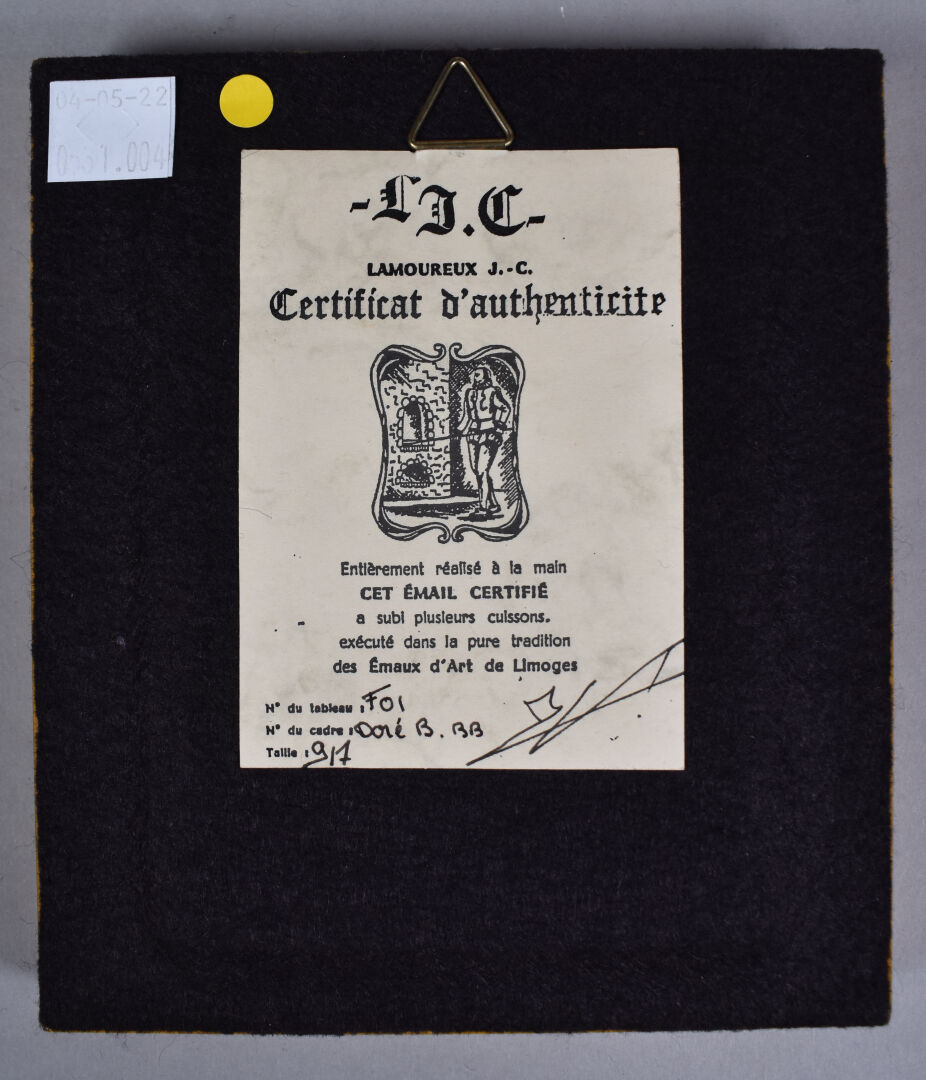 04-05-22
-L J.C-
LAMOUREUX J.-C.
Certificat d'authenticite
Entièrement réalisé à la main
CET ÉMAIL CERTIFIÉ
a subi plusieurs cuissons.
exécuté dans la pure tradition
des Émaux d'Art de Limoges
N° du tableau : F01
N° du cadre : Doré B. BB
Taille : 9/7